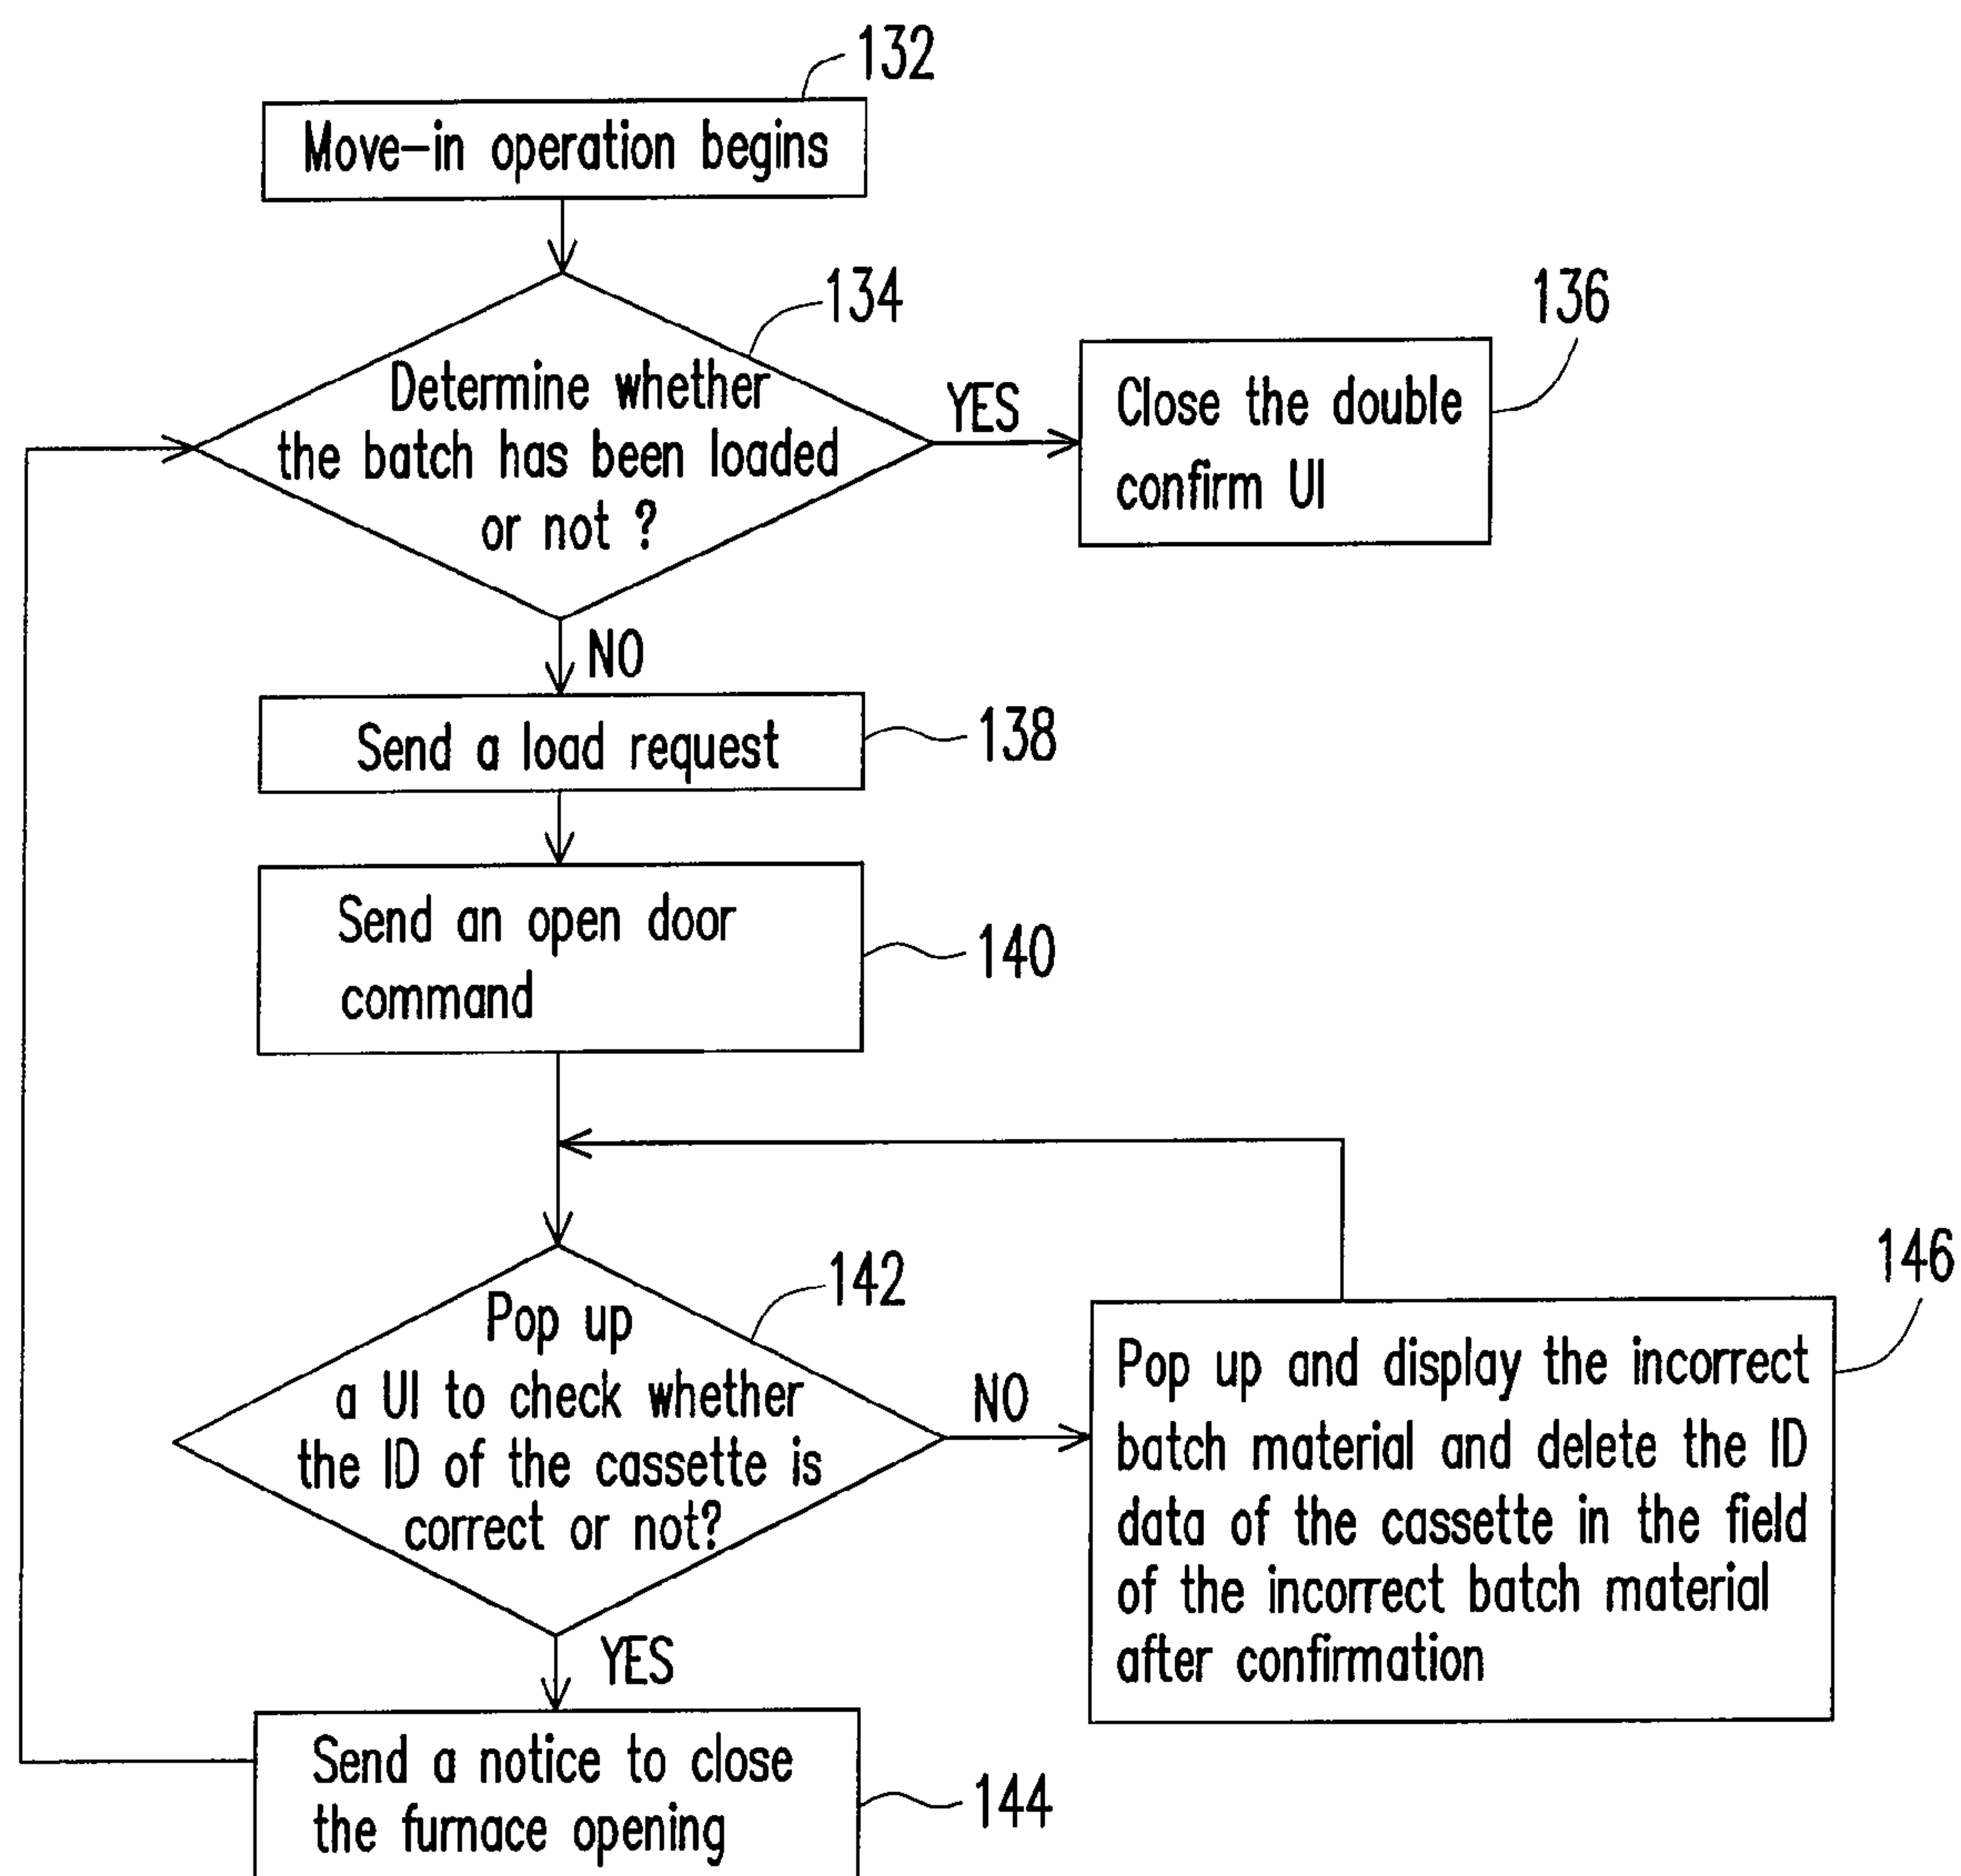 132
Move-in operation begins
134
Determine whether
the batch has been loaded
or not ?
YES
136
Close the double
confirm UI
NO
Send a load request
138
Send an open door
command
140
142
Pop up
a UI to check whether
the ID of the cassette is
correct or not?
NO
146
Pop up and display the incorrect
batch material and delete the ID
data of the cassette in the field
of the incorrect batch material
after confirmation
YES
Send a notice to close
the furnace opening
144